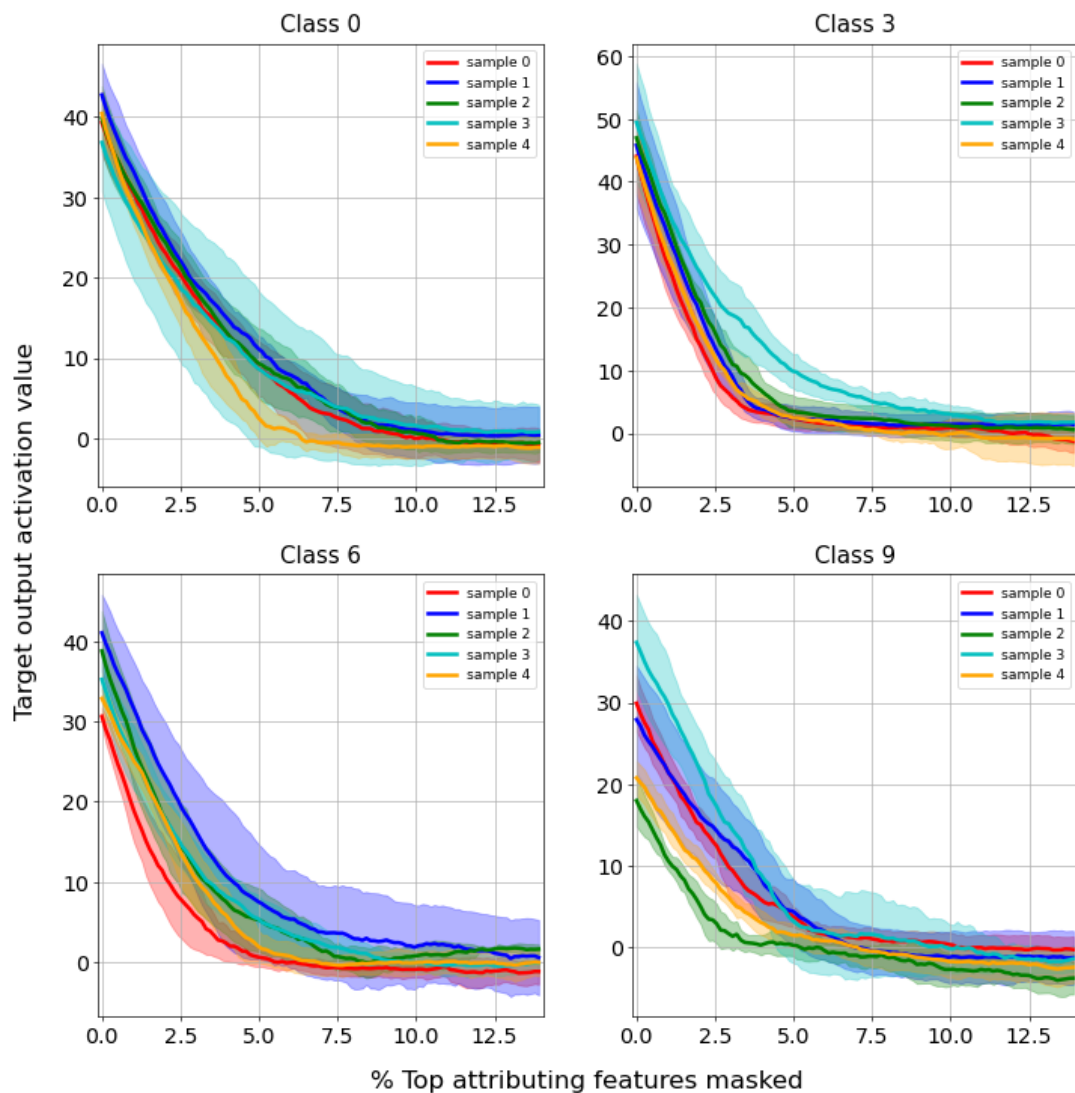 Class 0
40
30
20
10
0
0.0 2.5 5.0 7.5 10.0 12.5
sample 0
sample 1
sample 2
sample 3
sample 4
Class 3
60
50
40
30
20
10
0
0.0 2.5 5.0 7.5 10.0 12.5
sample 0
sample 1
sample 2
sample 3
sample 4
Target output activation value
Class 6
40
30
20
10
0
0.0 2.5 5.0 7.5 10.0 12.5
sample 0
sample 1
sample 2
sample 3
sample 4
Class 9
40
30
20
10
0
0.0 2.5 5.0 7.5 10.0 12.5
sample 0
sample 1
sample 2
sample 3
sample 4
% Top attributing features masked